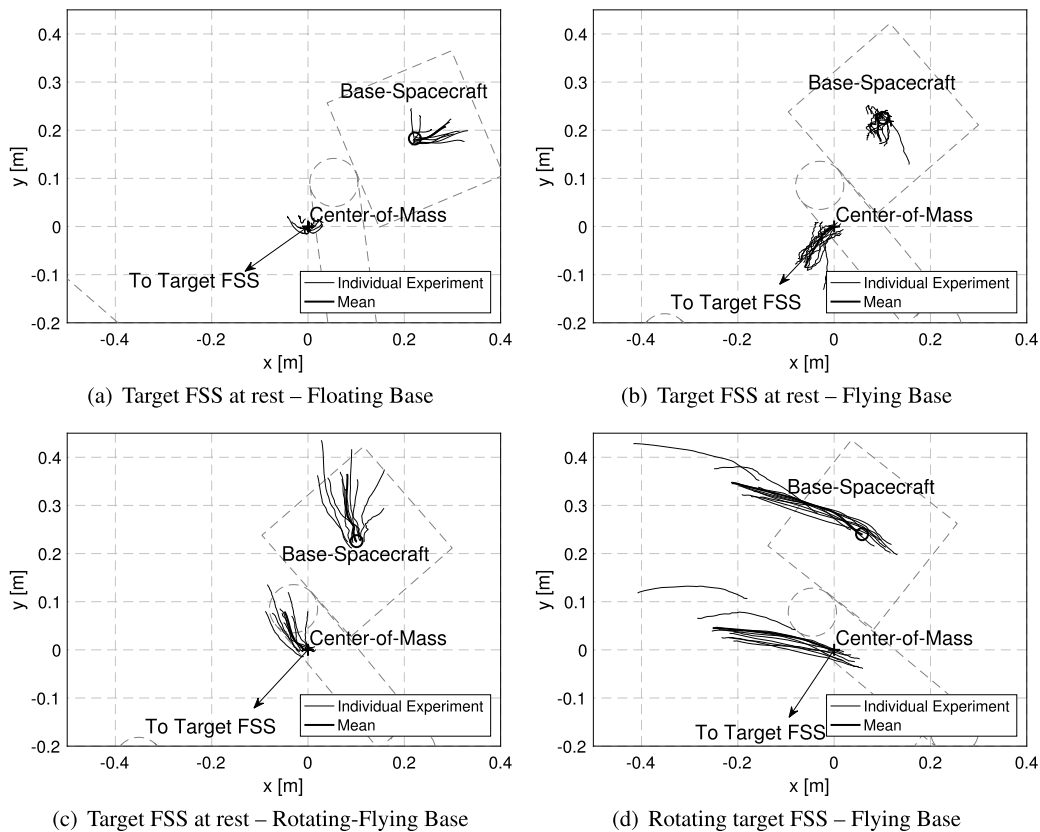 0.4
0.3
0.2
0.1
0
-0.1
-0.2
y [m]
Base-Spacecraft
Center-of-Mass
To Target FSS
Individual Experiment
Mean
-0.4 -0.2 0 0.2 0.4
x [m]
(a) Target FSS at rest – Floating Base
0.4
0.3
0.2
0.1
0
-0.1
-0.2
y [m]
Base-Spacecraft
Center-of-Mass
To Target FSS
Individual Experiment
Mean
-0.4 -0.2 0 0.2 0.4
x [m]
(b) Target FSS at rest – Flying Base
0.4
0.3
0.2
0.1
0
-0.1
-0.2
y [m]
Base-Spacecraft
Center-of-Mass
To Target FSS
Individual Experiment
Mean
-0.4 -0.2 0 0.2 0.4
x [m]
(c) Target FSS at rest – Rotating-Flying Base
0.4
0.3
0.2
0.1
0
-0.1
-0.2
y [m]
Base-Spacecraft
Center-of-Mass
To Target FSS
Individual Experiment
Mean
-0.4 -0.2 0 0.2 0.4
x [m]
(d) Rotating target FSS – Flying Base